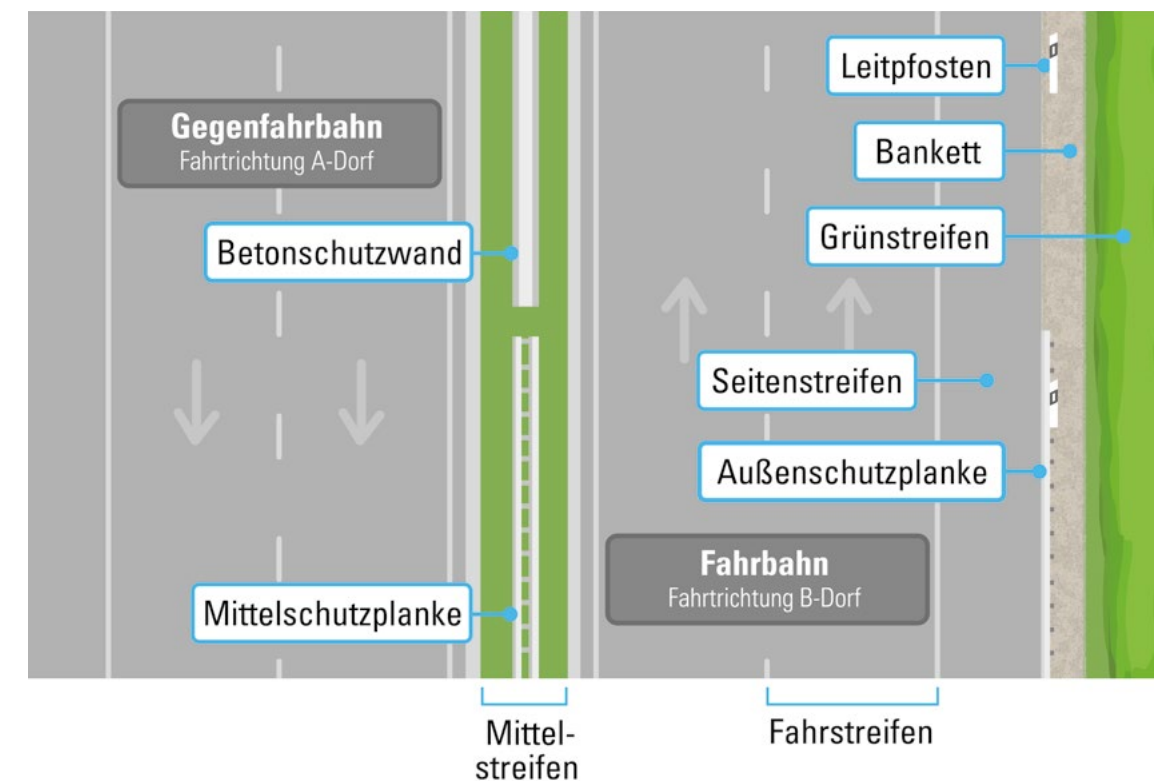 Leitpfosten
Gegenfahrbahn
Fahrtrichtung A-Dorf
Bankett
Betonschutzwand
Grünstreifen
Seitenstreifen
Außenschutzplanke
Fahrbahn
Fahrtrichtung B-Dorf
Mittelschutzplanke
Mittel-
streifen
Fahrstreifen